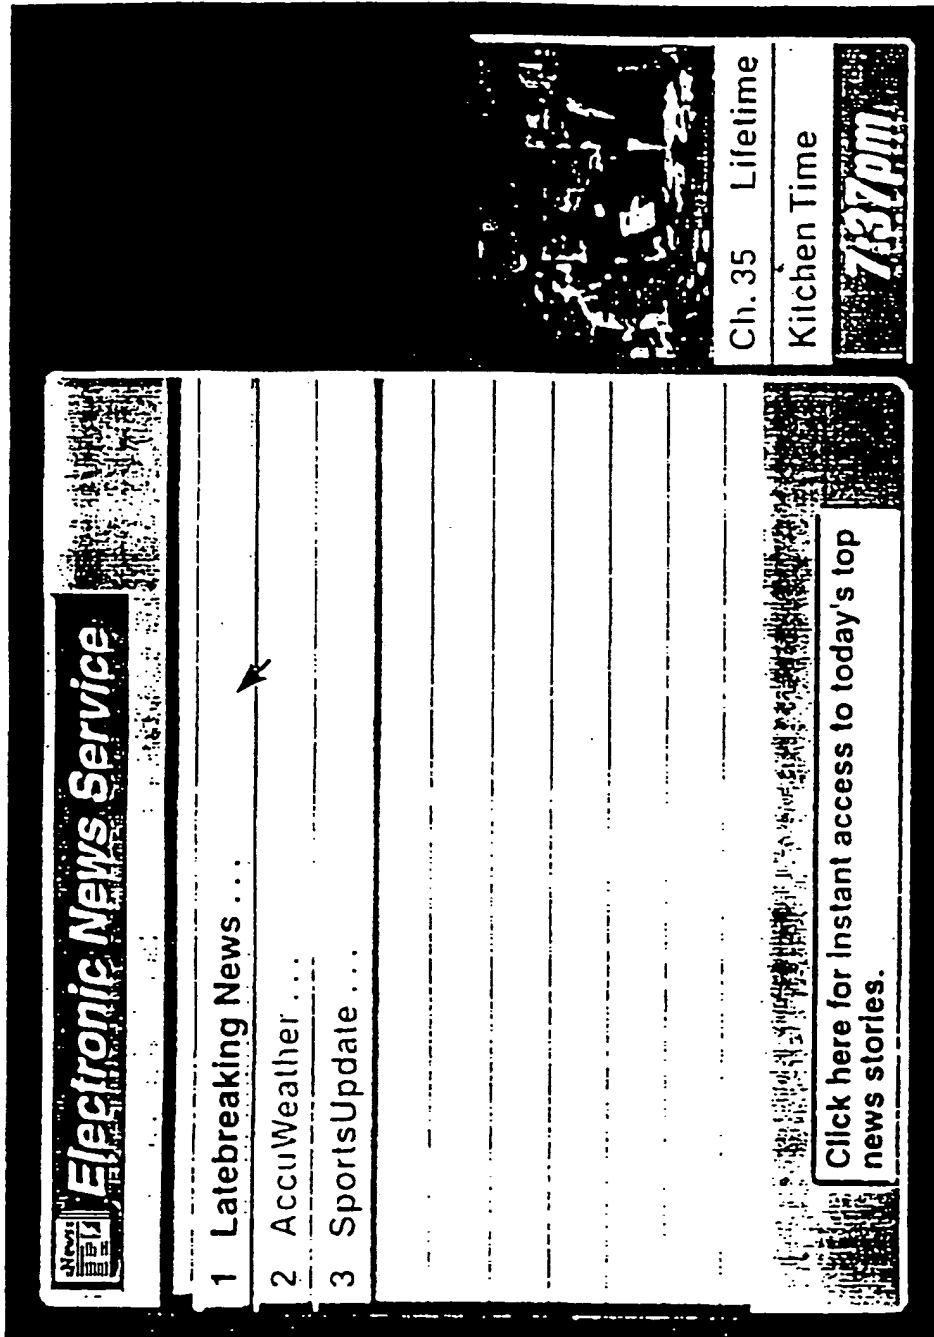 News
Electronic News Service
1 Latebreaking News...
2 AccuWeather...
3 SportsUpdate...
Click here for instant access to today's top
news stories.
Ch. 35 Lifetime
Kitchen Time
7:37pm